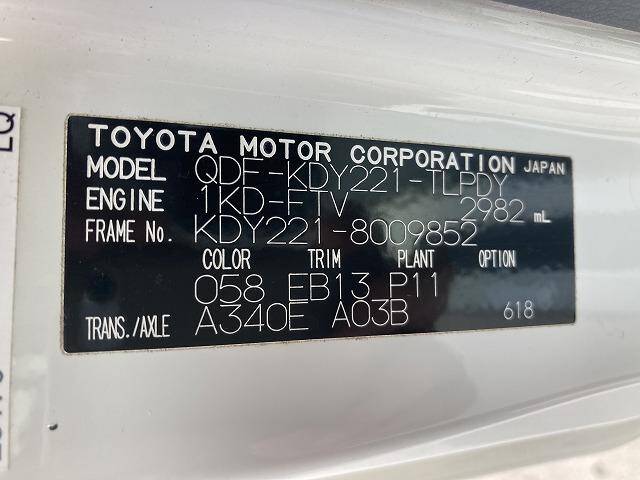 TOYOTA MOTOR CORPORATION JAPAN
MODEL QDF-KDY221-TLPDY
ENGINE 1KD-FTV 2982 mL
FRAME No. KDY221-8009852
COLOR TRIM PLANT OPTION
058 EB13 P11
TRANS./AXLE A340E A03B 618